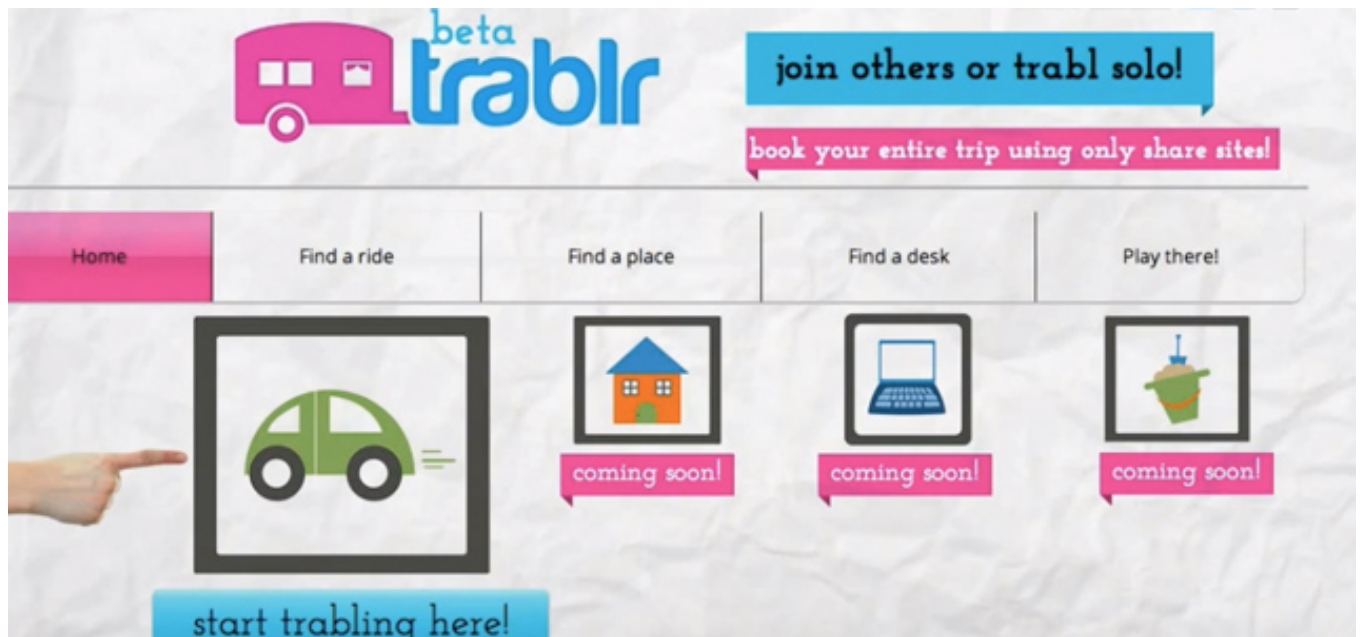 beta
trablr
join others or trabl solo!
book your entire trip using only share sites!
Home
Find a ride
Find a place
Find a desk
Play there!
coming soon!
coming soon!
coming soon!
start trabling here!